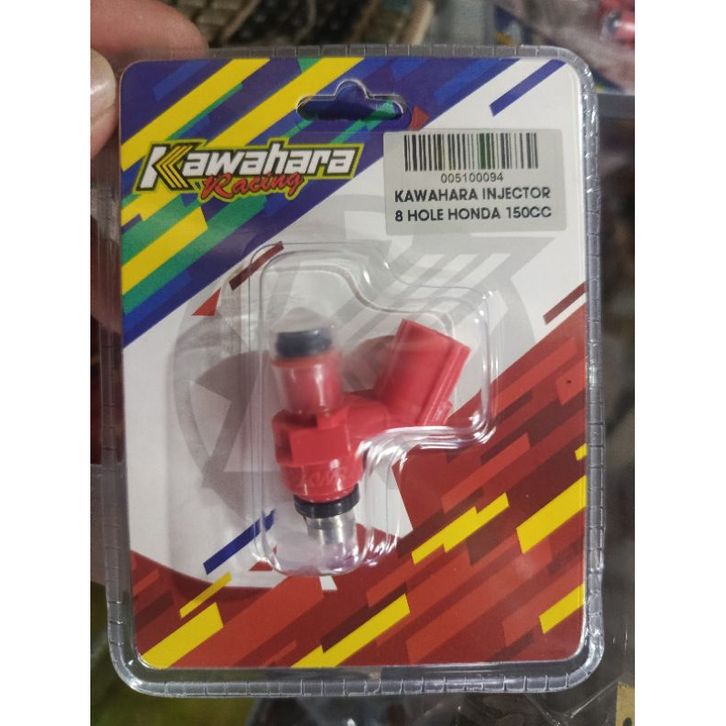 Kawahara
Racing
005100094
KAWAHARA INJECTOR
8 HOLE HONDA 150CC